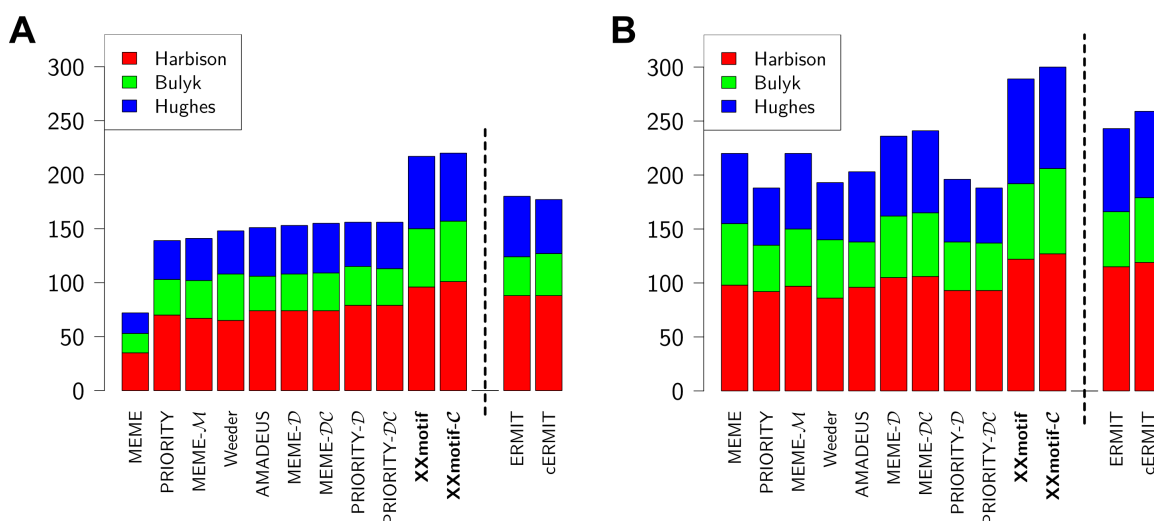 A
Harbison
Bulyk
Hughes
300
250
200
150
100
50
0
MEME
PRIORITY
MEME-𝓜
Weeder
AMADEUS
MEME-𝓓
MEME-𝓓𝓒
PRIORITY-𝓓
PRIORITY-𝓓𝓒
XXmotif
XXmotif-𝓒
ERMIT
cERMIT
B
Harbison
Bulyk
Hughes
300
250
200
150
100
50
0
MEME
PRIORITY
MEME-𝓜
Weeder
AMADEUS
MEME-𝓓
MEME-𝓓𝓒
PRIORITY-𝓓
PRIORITY-𝓓𝓒
XXmotif
XXmotif-𝓒
ERMIT
cERMIT